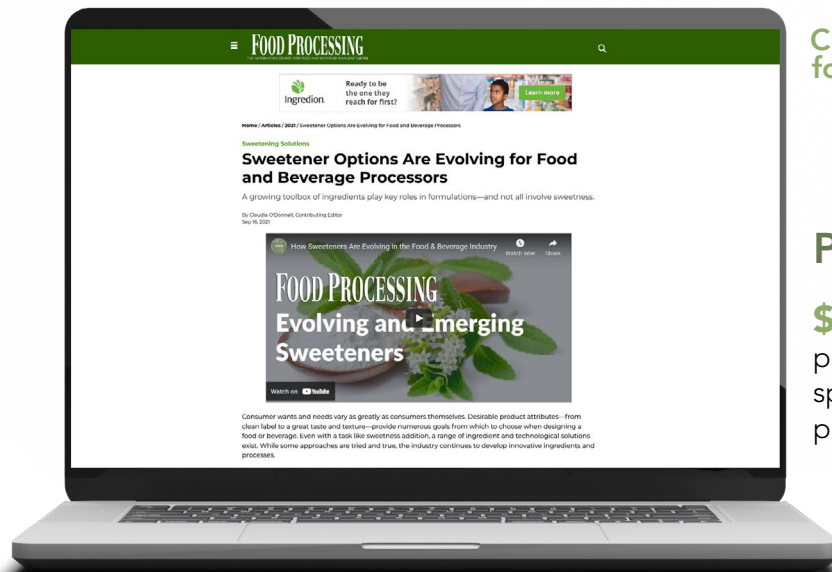 FOOD PROCESSING
Ingredion
Ready to be
the one they
reach for first?
Learn more
Home / Articles / 2021 / Sweetener Options Are Evolving for Food and Beverage Processors
Sweetening Solutions
Sweetener Options Are Evolving for Food
and Beverage Processors
A growing toolbox of ingredients play key roles in formulations—and not all involve sweetness.
By Claudia O'Donnell, Contributing Editor
Sep 16, 2021
How Sweeteners Are Evolving in the Food & Beverage Industry
Watch later
Share
FOOD PROCESSING
Evolving and Emerging
Sweeteners
Watch on YouTube
Consumer wants and needs vary as greatly as consumers themselves. Desirable product attributes—from
clean label to a great taste and texture—provide numerous goals from which to choose when designing a
food or beverage. Even with a task like sweetness addition, a range of ingredient and technological solutions
exist. While some approaches are tried and true, the industry continues to develop innovative ingredients and
processes.
C
fo
P
$
p
sp
p